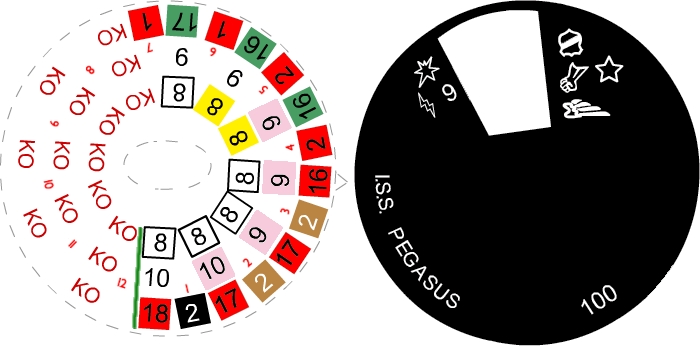 18 2 17 2 17 2 16 2 16 2 16 1 17 1 KO KO KO KO KO
10 10 9 9 9 9 9 KO KO KO KO KO
8 8 8 8 8 8 8 KO KO KO KO KO
1 2 3 4 5 6 7 8 9 10 11 12
9
I.S.S. PEGASUS
100